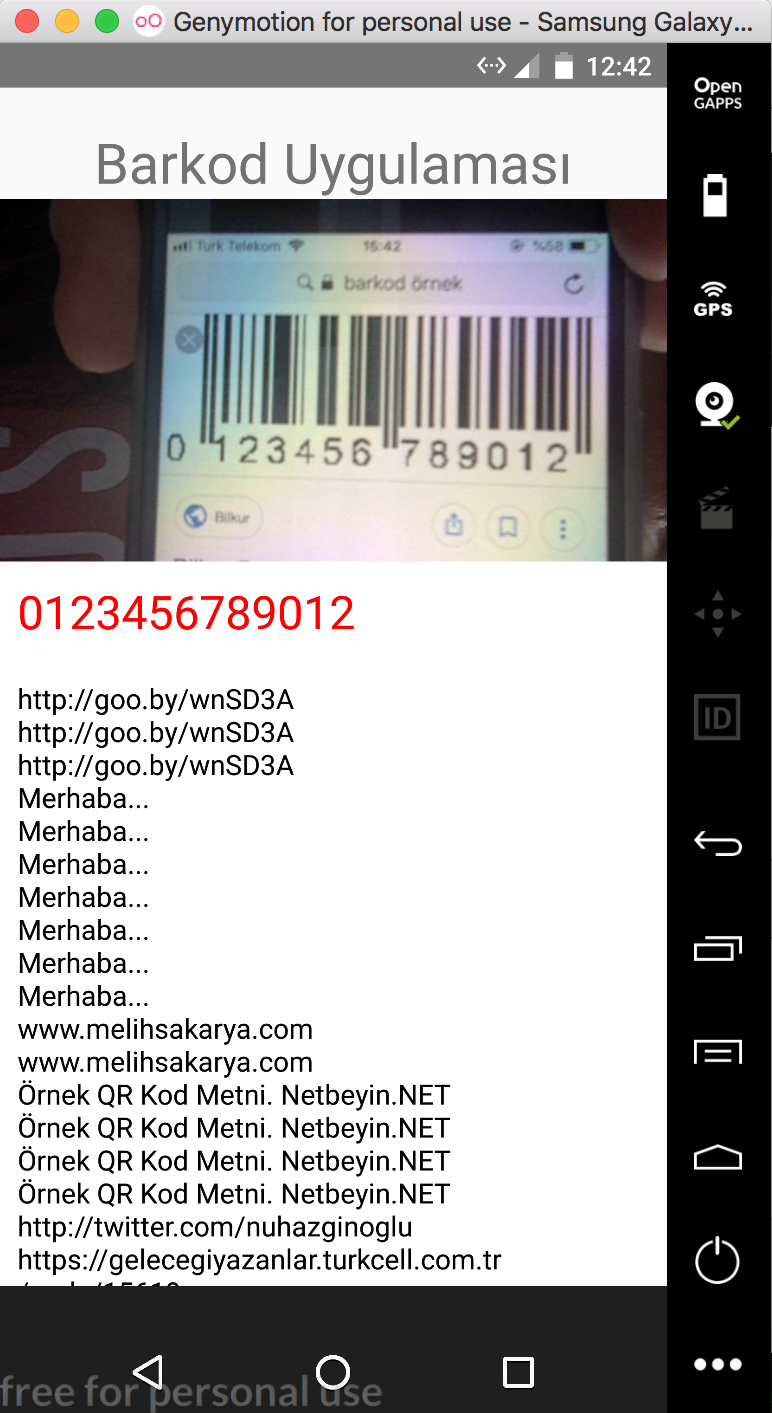 Genymotion for personal use - Samsung Galaxy...
12:42
Open
GAPPS
Barkod Uygulaması
Turk Telekom 15:42 %58
GPS
barkod örnek
0 123456 789012
Bilkur
ID
0123456789012
http://goo.by/wnSD3A
http://goo.by/wnSD3A
http://goo.by/wnSD3A
Merhaba...
Merhaba...
Merhaba...
Merhaba...
Merhaba...
Merhaba...
Merhaba...
www.melihsakarya.com
www.melihsakarya.com
Örnek QR Kod Metni. Netbeyin.NET
Örnek QR Kod Metni. Netbeyin.NET
Örnek QR Kod Metni. Netbeyin.NET
Örnek QR Kod Metni. Netbeyin.NET
http://twitter.com/nuhazginoglu
https://gelecegiyazanlar.turkcell.com.tr
free for personal use